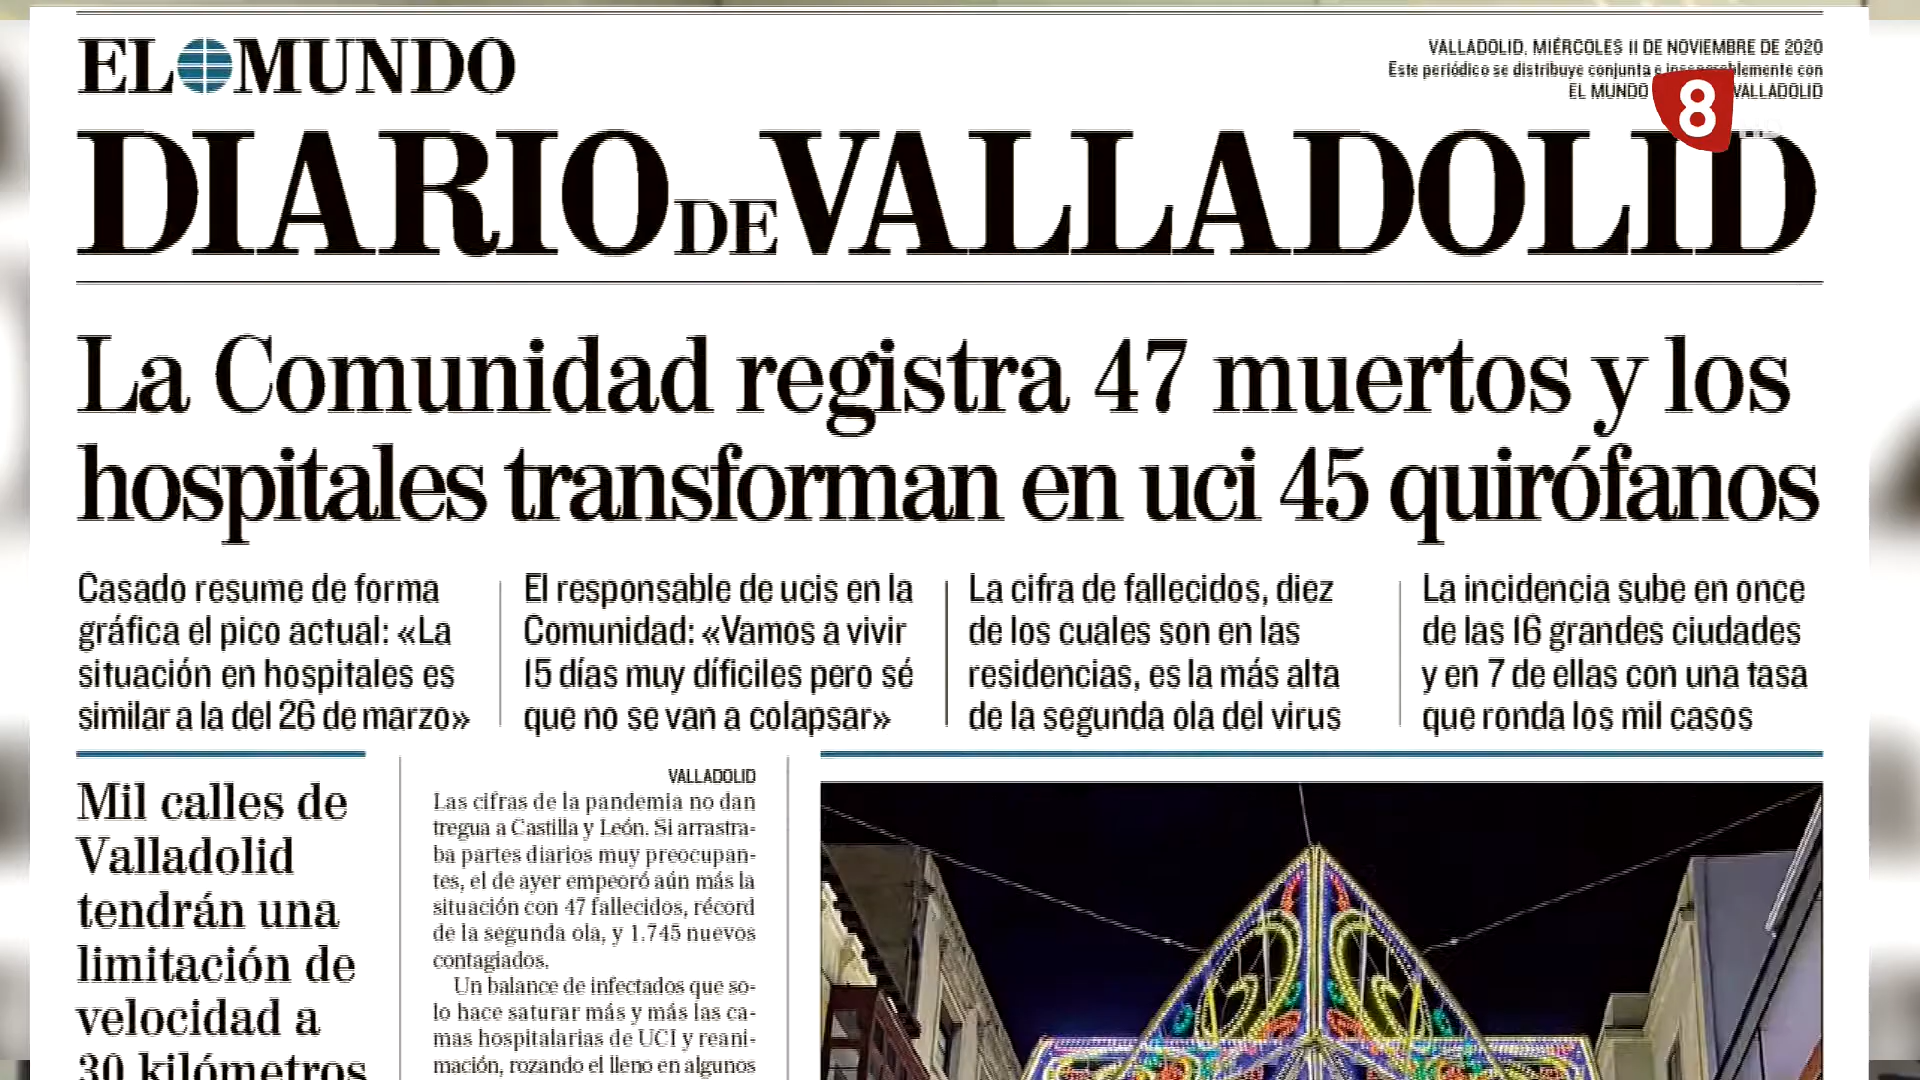 EL MUNDO
VALLADOLID. MIÉRCOLES 11 DE NOVIEMBRE DE 2020
Este periódico se distribuye conjunta e inseparablemente con
EL MUNDO VALLADOLID
8
HD
DIARIO DE VALLADOLID
La Comunidad registra 47 muertos y los
hospitales transforman en uci 45 quirófanos
Casado resume de forma
gráfica el pico actual: «La
situación en hospitales es
similar a la del 26 de marzo»
El responsable de ucis en la
Comunidad: «Vamos a vivir
15 días muy díficiles pero sé
que no se van a colapsar»
La cifra de fallecidos, diez
de los cuales son en las
residencias, es la más alta
de la segunda ola del virus
La incidencia sube en once
de las 16 grandes ciudades
y en 7 de ellas con una tasa
que ronda los mil casos
Mil calles de
Valladolid
tendrán una
limitación de
velocidad a
30 kilómetros
VALLADOLID
Las cifras de la pandemia no dan
tregua a Castilla y León. Si arrastra-
ba partes diarios muy preocupan-
tes, el de ayer empeoró aún más la
situación con 47 fallecidos, récord
de la segunda ola, y 1.745 nuevos
contagiados.
Un balance de infectados que so-
lo hace saturar más y más las ca-
mas hospitalarias de UCI y reani-
mación, rozando el lleno en algunos